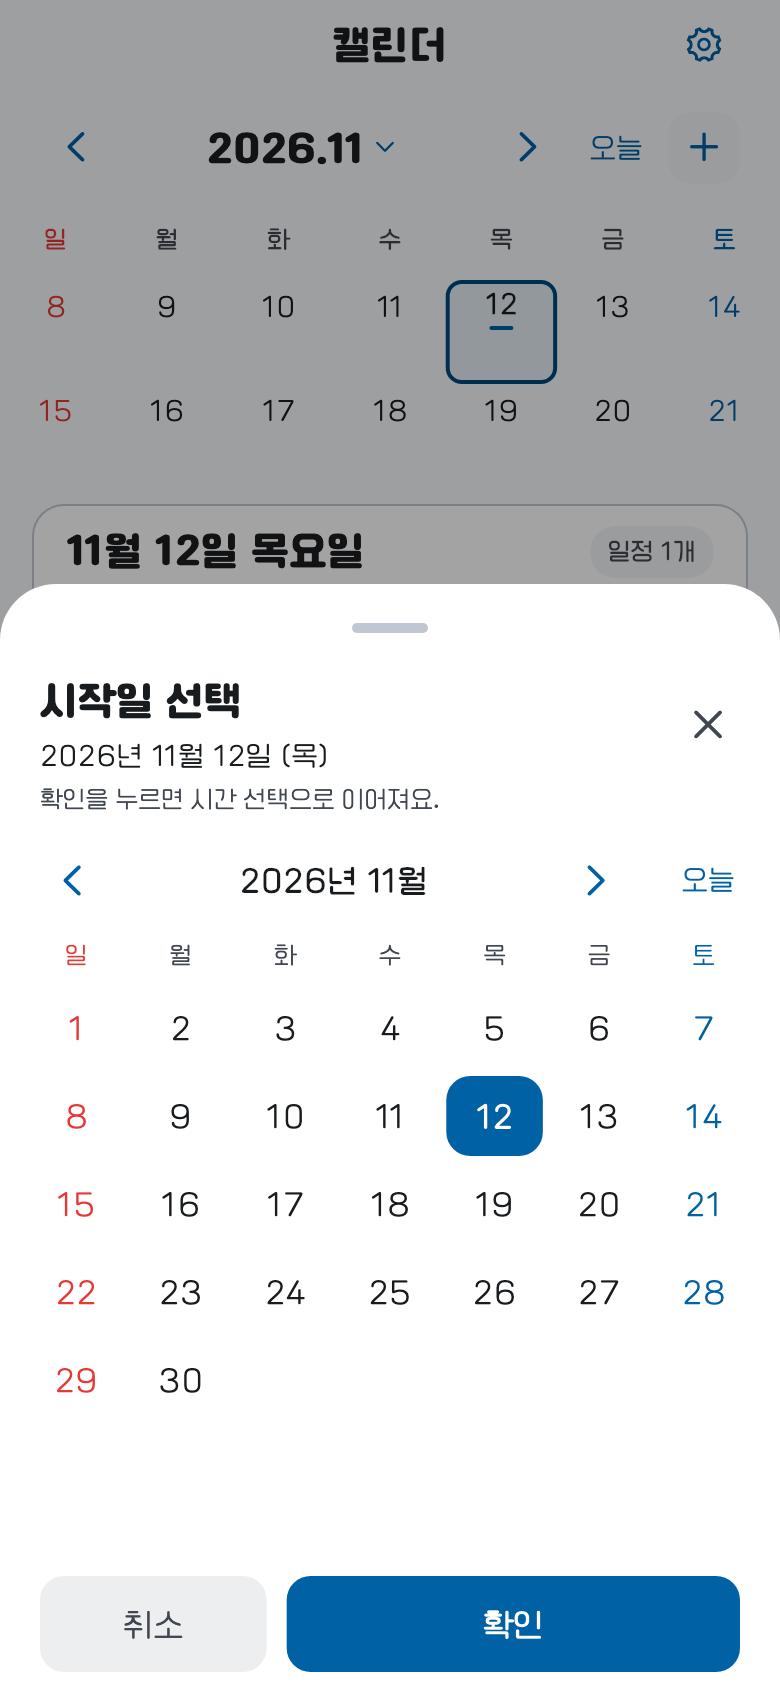 캘린더
2026.11 오늘
일 월 화 수 목 금 토
8 9 10 11 12 13 14
15 16 17 18 19 20 21
11월 12일 목요일 일정 1개
시작일 선택
2026년 11월 12일 (목)
확인을 누르면 시간 선택으로 이어져요.
2026년 11월 오늘
일 월 화 수 목 금 토
1 2 3 4 5 6 7
8 9 10 11 12 13 14
15 16 17 18 19 20 21
22 23 24 25 26 27 28
29 30
취소 확인